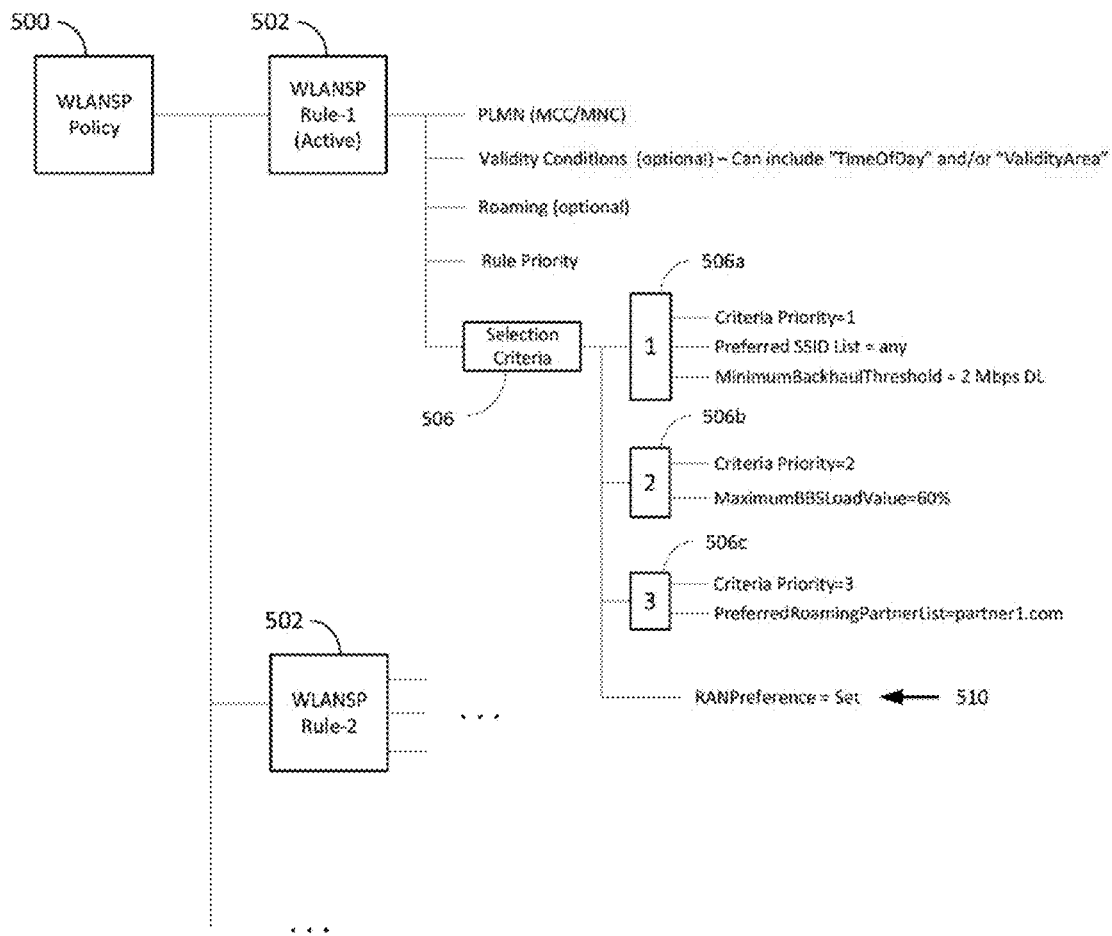 500
502
WLANSP
Policy
WLANSP
Rule-1
(Active)
PLMN (MCC/MNC)
Validity Conditions (optional) – Can include "TimeOfDay" and/or "ValidityArea"
Roaming (optional)
Rule Priority
Selection
Criteria
506
506a
1
Criteria Priority=1
Preferred SSID List = any
MinimumBackhaulThreshold = 2 Mbps DL
506b
2
Criteria Priority=2
MaximumBBSLoadValue=60%
506c
3
Criteria Priority=3
PreferredRoamingPartnerList=partner1.com
RANPreference = Set
510
502
WLANSP
Rule-2
. . .
. . .